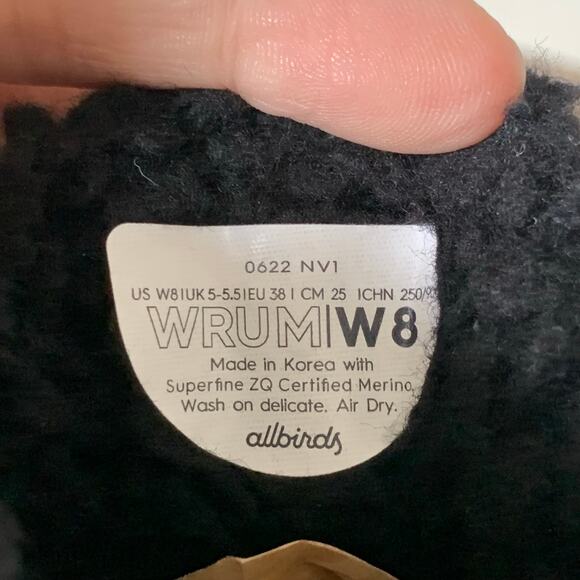 0622 NV1
US W8|UK 5-5.5|EU 38 | CM 25 |CHN 250/
WRUM|W8
Made in Korea with
Superfine ZQ Certified Merino.
Wash on delicate. Air Dry.
allbirds